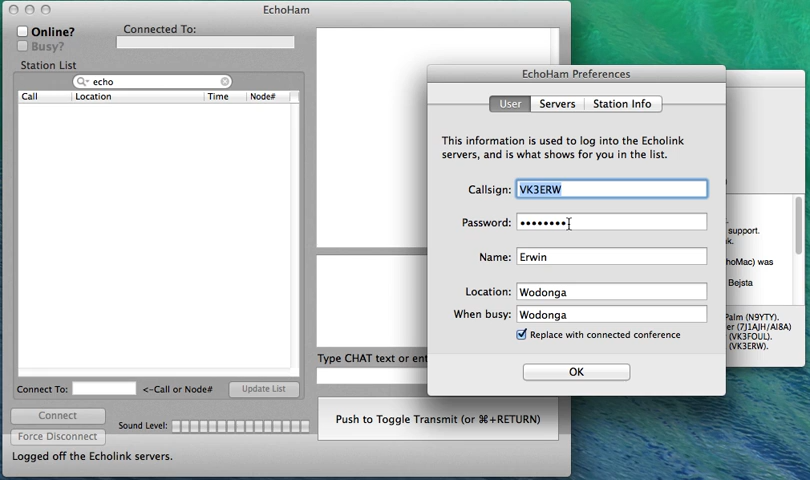 EchoHam
Online?
Busy?
Connected To:
Station List
echo
Call Location Time Node#
Connect To: <-Call or Node# Update List
Connect
Force Disconnect
Sound Level:
Logged off the Echolink servers.
Type CHAT text or ent
Push to Toggle Transmit (or ⌘+RETURN)
EchoHam Preferences
User Servers Station Info
This information is used to log into the Echolink
servers, and is what shows for you in the list.
Callsign: VK3ERW
Password: ••••••••
Name: Erwin
Location: Wodonga
When busy: Wodonga
Replace with connected conference
OK
support.
hoMac) was
Bejsta
Palm (N9YTY).
er (7J1AJH/AI8A)
(VK3FOUL).
(VK3ERW).